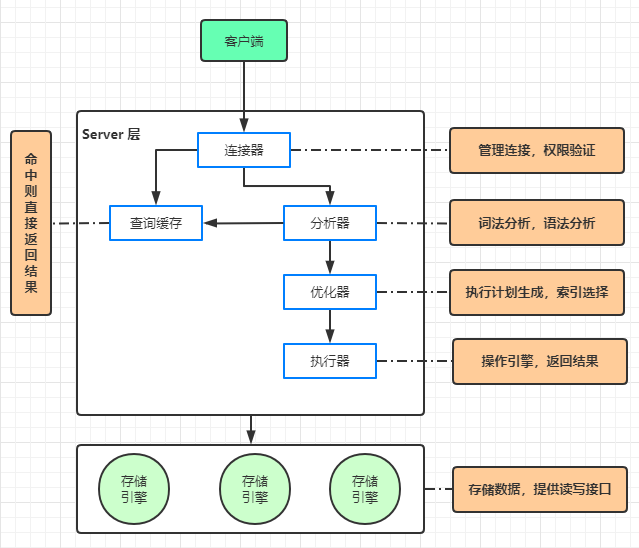 客户端
Server 层
连接器
管理连接，权限验证
命
中
则
直
接
返
回
结
果
查询缓存
分析器
词法分析，语法分析
优化器
执行计划生成，索引选择
执行器
操作引擎，返回结果
存储
引擎
存储
引擎
存储
引擎
存储数据，提供读写接口